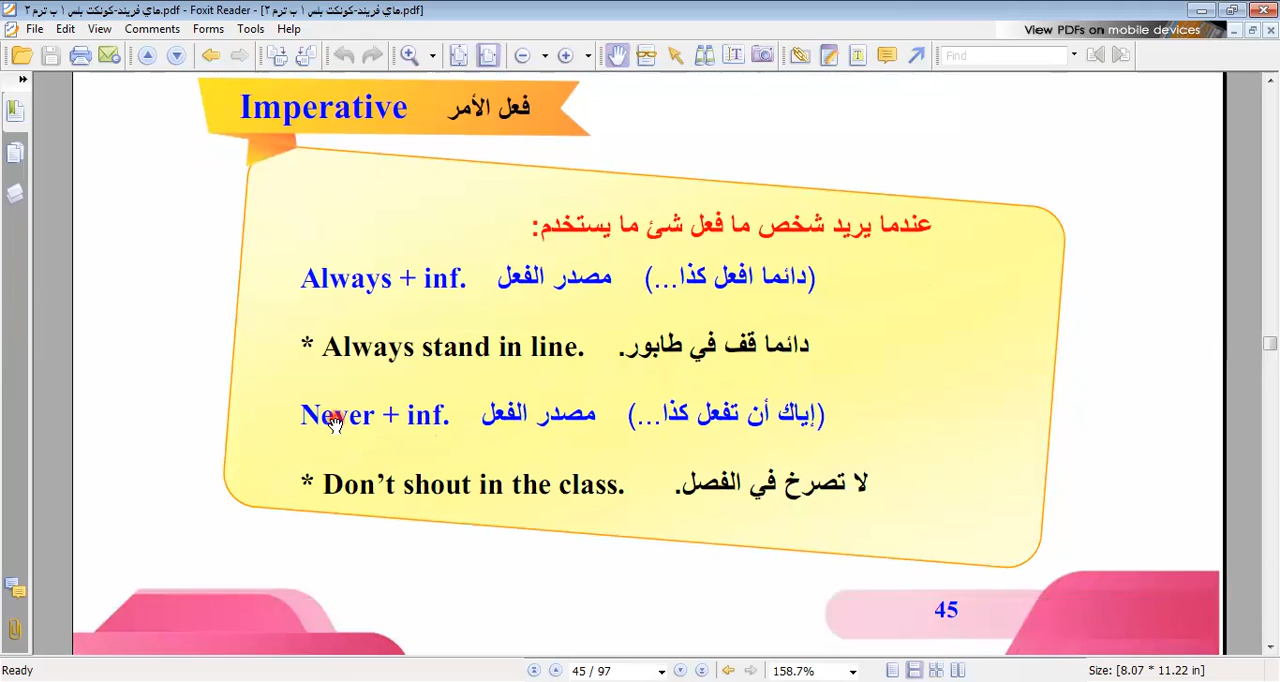 هاي فريند-كونكت بلس ١ ب ترم ٢.pdf - Foxit Reader - [هاي فريند-كونكت بلس ١ ب ترم ٢.pdf]
File Edit View Comments Forms Tools Help
View PDFs on mobile devices
Find
Imperative فعل الأمر
عندما يريد شخص ما فعل شئ ما يستخدم:
Always + inf. مصدر الفعل (دائما افعل كذا...)
* Always stand in line. دائما قف في طابور.
Never + inf. مصدر الفعل (إياك أن تفعل كذا...)
* Don’t shout in the class. لا تصرخ في الفصل.
45
Ready 45 / 97 158.7% Size: [8.07 * 11.22 in]